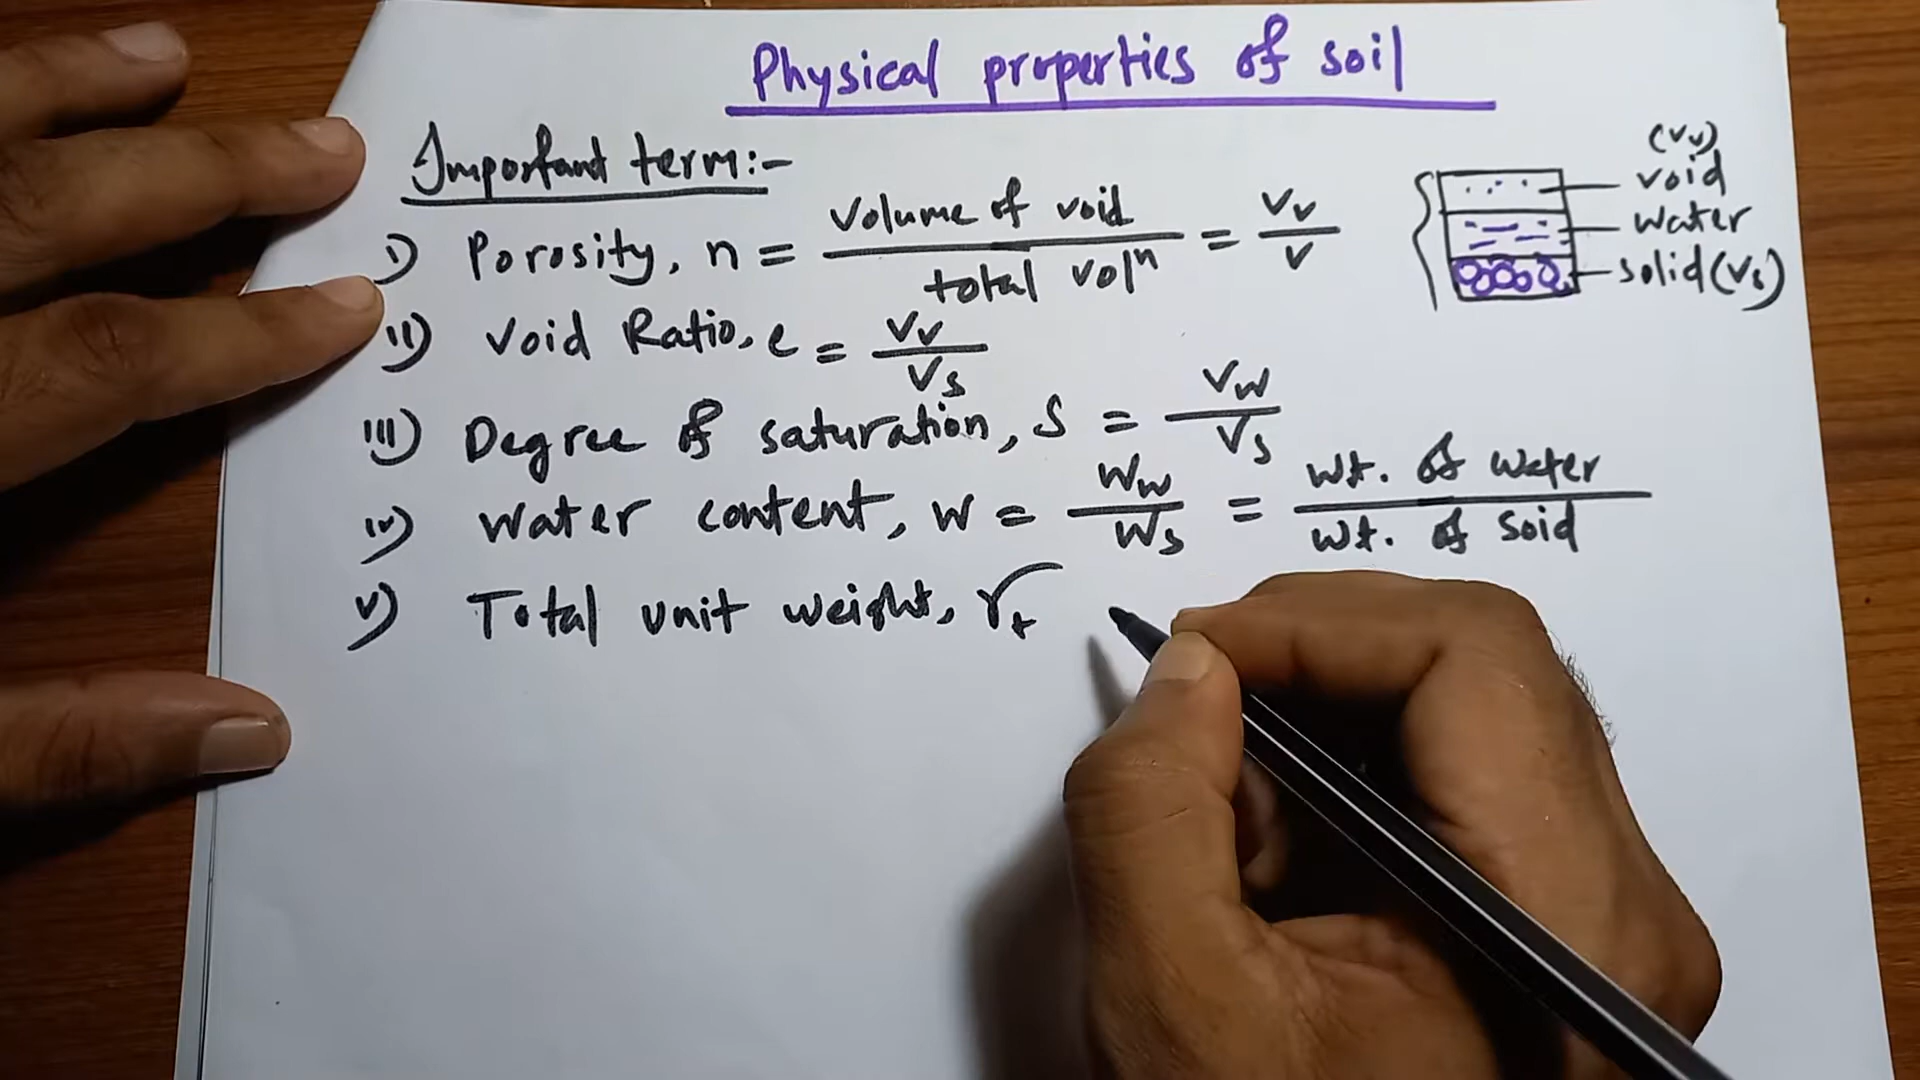 Physical properties of soil
Important term:-
i) Porosity, n = volume of void / total volⁿ = Vv / V
(Vv)
void
water
solid (Vs)
ii) Void Ratio, e = Vv / Vs
iii) Degree of saturation, S = Vw / Vs
iv) Water content, w = Ww / Ws = wt. of water / wt. of soid
v) Total unit weight, γt